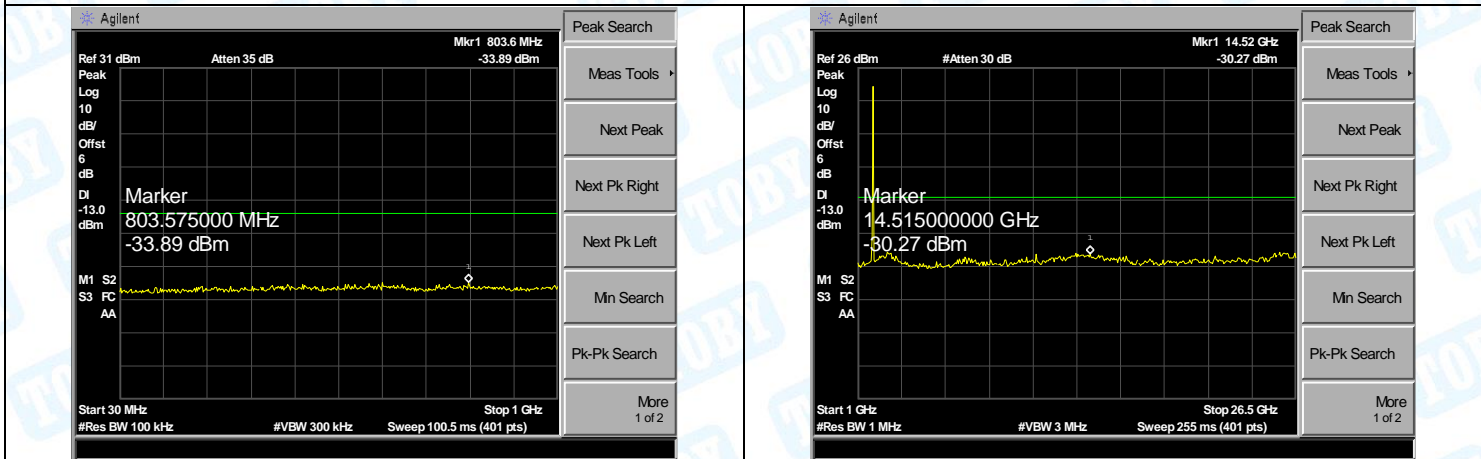 Agilent
Peak Search
Mkr1 803.6 MHz
Ref 31 dBm Atten 35 dB -33.89 dBm
Peak
Log
10
dB/
Offst
6
dB
DI
-13.0
dBm
Marker
803.575000 MHz
-33.89 dBm
1
M1 S2
S3 FC
AA
Start 30 MHz Stop 1 GHz
#Res BW 100 kHz #VBW 300 kHz Sweep 100.5 ms (401 pts)
Meas Tools
Next Peak
Next Pk Right
Next Pk Left
Min Search
Pk-Pk Search
More
1 of 2
Agilent
Peak Search
Mkr1 14.52 GHz
Ref 26 dBm #Atten 30 dB -30.27 dBm
Peak
Log
10
dB/
Offst
6
dB
DI
-13.0
dBm
Marker
14.515000000 GHz
-30.27 dBm
1
M1 S2
S3 FC
AA
Start 1 GHz Stop 26.5 GHz
#Res BW 1 MHz #VBW 3 MHz Sweep 255 ms (401 pts)
Meas Tools
Next Peak
Next Pk Right
Next Pk Left
Min Search
Pk-Pk Search
More
1 of 2
TOBY